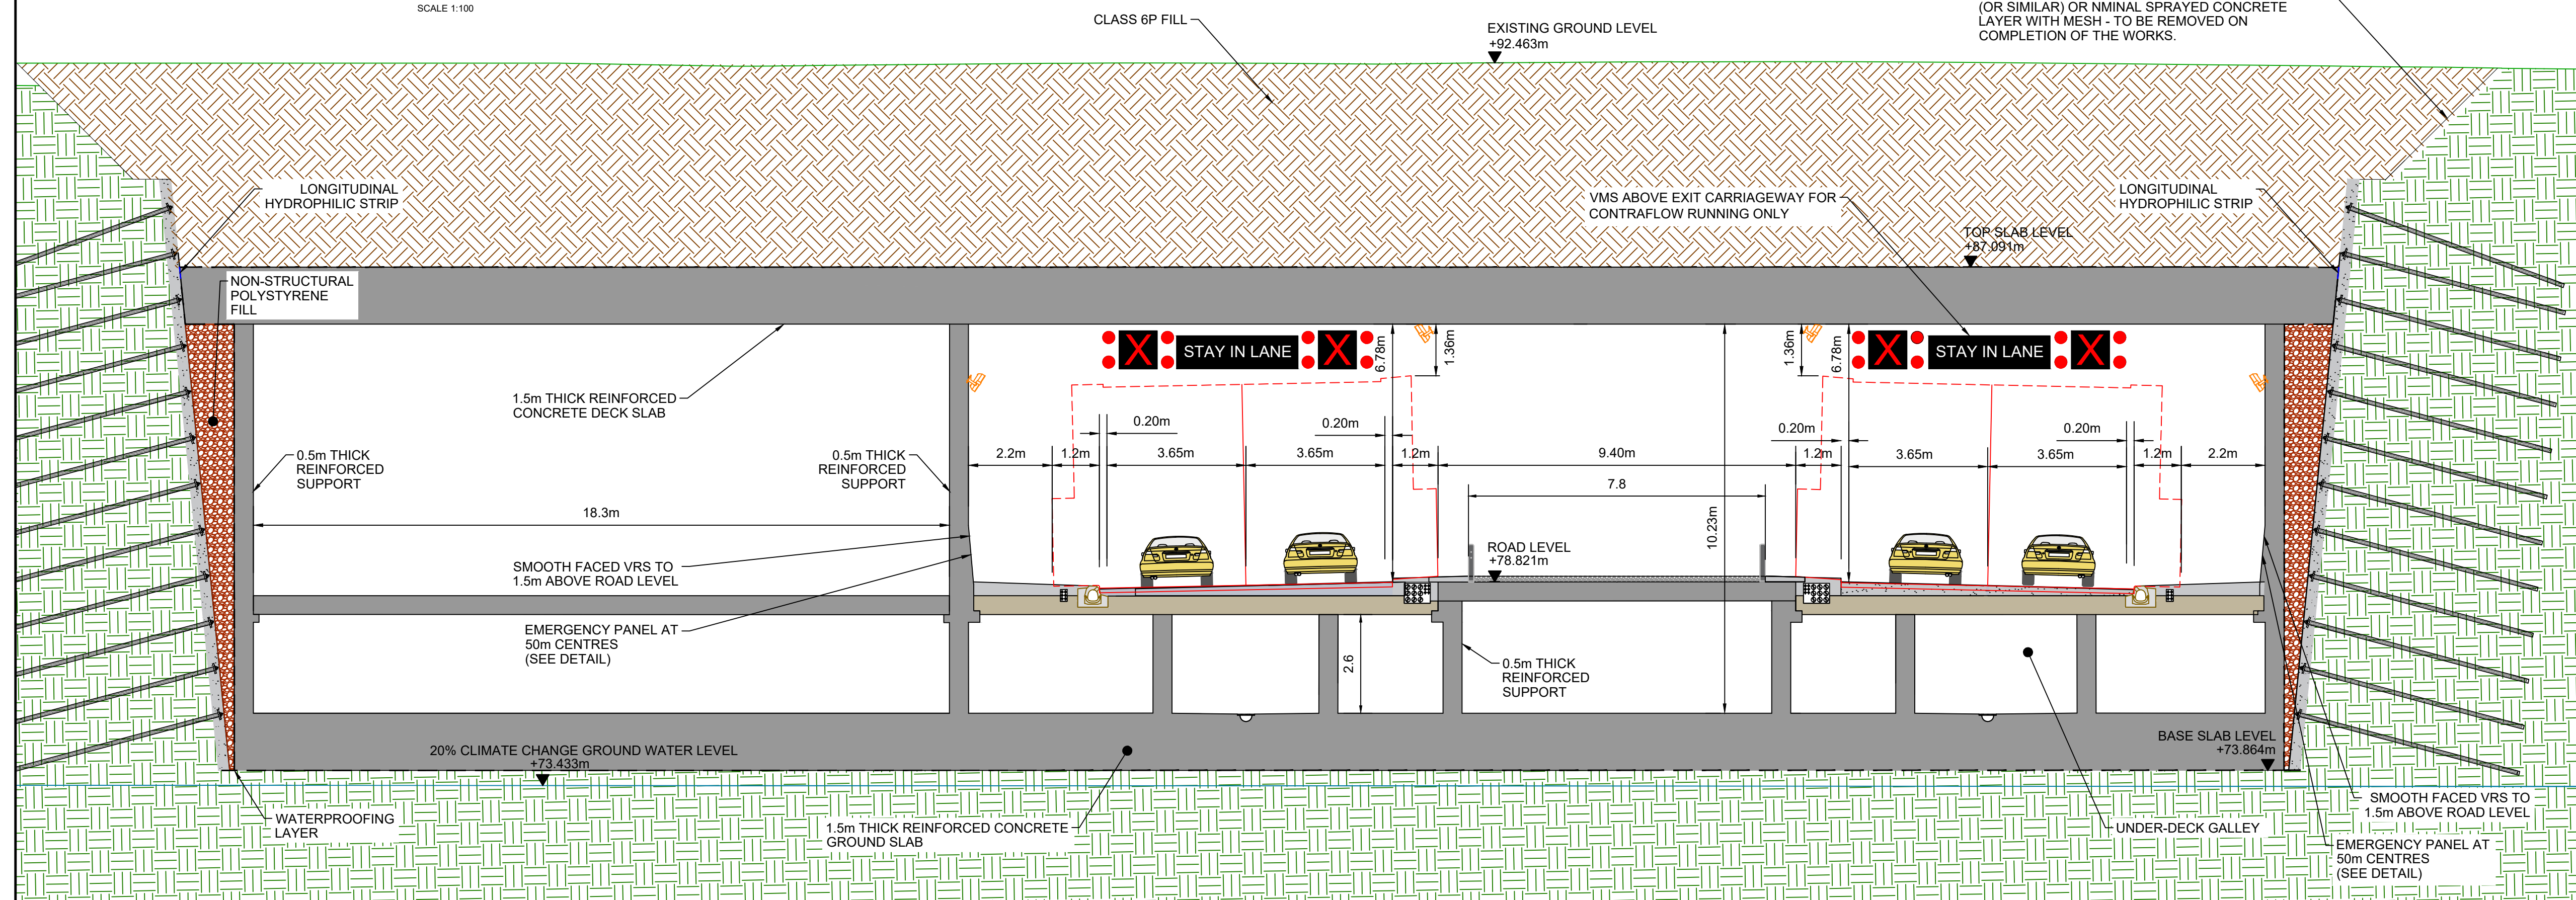 SCALE 1:100
CLASS 6P FILL
EXISTING GROUND LEVEL
+92.463m
(OR SIMILAR) OR NMINAL SPRAYED CONCRETE
LAYER WITH MESH - TO BE REMOVED ON
COMPLETION OF THE WORKS.
LONGITUDINAL
HYDROPHILIC STRIP
VMS ABOVE EXIT CARRIAGEWAY FOR
CONTRAFLOW RUNNING ONLY
LONGITUDINAL
HYDROPHILIC STRIP
TOP SLAB LEVEL
+87.091m
NON-STRUCTURAL
POLYSTYRENE
FILL
X
STAY IN LANE
X
6.78m
1.36m
1.36m
6.78m
X
STAY IN LANE
X
1.5m THICK REINFORCED
CONCRETE DECK SLAB
0.20m
0.20m
0.20m
0.20m
0.5m THICK
REINFORCED
SUPPORT
0.5m THICK
REINFORCED
SUPPORT
2.2m
1.2m
3.65m
3.65m
1.2m
9.40m
1.2m
3.65m
3.65m
1.2m
2.2m
7.8
18.3m
10.23m
ROAD LEVEL
+78.821m
SMOOTH FACED VRS TO
1.5m ABOVE ROAD LEVEL
EMERGENCY PANEL AT
50m CENTRES
(SEE DETAIL)
2.6
0.5m THICK
REINFORCED
SUPPORT
20% CLIMATE CHANGE GROUND WATER LEVEL
+73.433m
BASE SLAB LEVEL
+73.864m
WATERPROOFING
LAYER
1.5m THICK REINFORCED CONCRETE
GROUND SLAB
UNDER-DECK GALLEY
SMOOTH FACED VRS TO
1.5m ABOVE ROAD LEVEL
EMERGENCY PANEL AT
50m CENTRES
(SEE DETAIL)